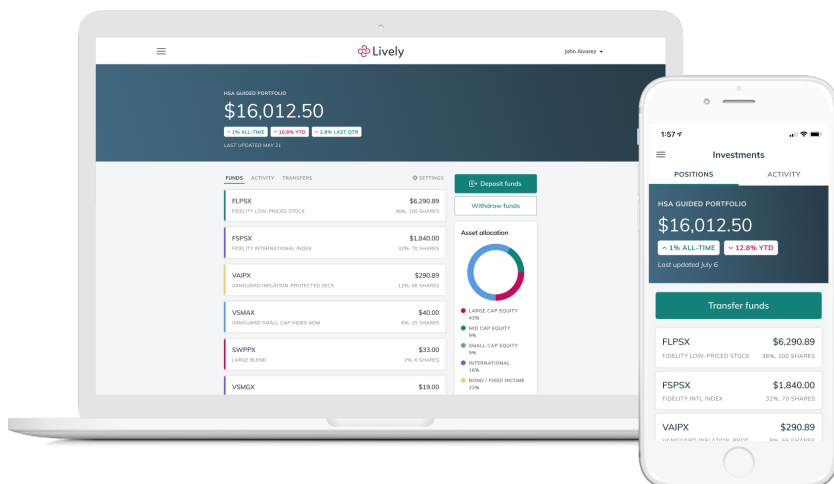 Lively
John Alvarez
HSA GUIDED PORTFOLIO
$16,012.50
1% ALL-TIME
10.8% YTD
2.8% LAST QTR
LAST UPDATED MAY 21
FUNDS ACTIVITY TRANSFERS SETTINGS
FLPSX $6,290.89
FIDELITY LOW-PRICED STOCK 36%, 100 SHARES
FSPSX $1,840.00
FIDELITY INTERNATIONAL INDEX 32%, 70 SHARES
VAIPX $290.89
VANGUARD INFLATION-PROTECTED SECS 12%, 56 SHARES
VSMAX $40.00
VANGUARD SMALL CAP INDEX ADM 6%, 15 SHARES
SWPPX $33.00
LARGE BLEND 2%, 6 SHARES
VSMGX $19.00
Deposit funds
Withdraw funds
Asset allocation
LARGE CAP EQUITY
43%
MID CAP EQUITY
9%
SMALL CAP EQUITY
9%
INTERNATIONAL
16%
BOND / FIXED INCOME
23%
1:57
Investments
POSITIONS ACTIVITY
HSA GUIDED PORTFOLIO
$16,012.50
1% ALL-TIME
12.8% YTD
Last updated July 6
Transfer funds
FLPSX $6,290.89
FIDELITY LOW-PRICED STOCK 36%, 100 SHARES
FSPSX $1,840.00
FIDELITY INTL INDEX 32%, 70 SHARES
VAIPX $290.89